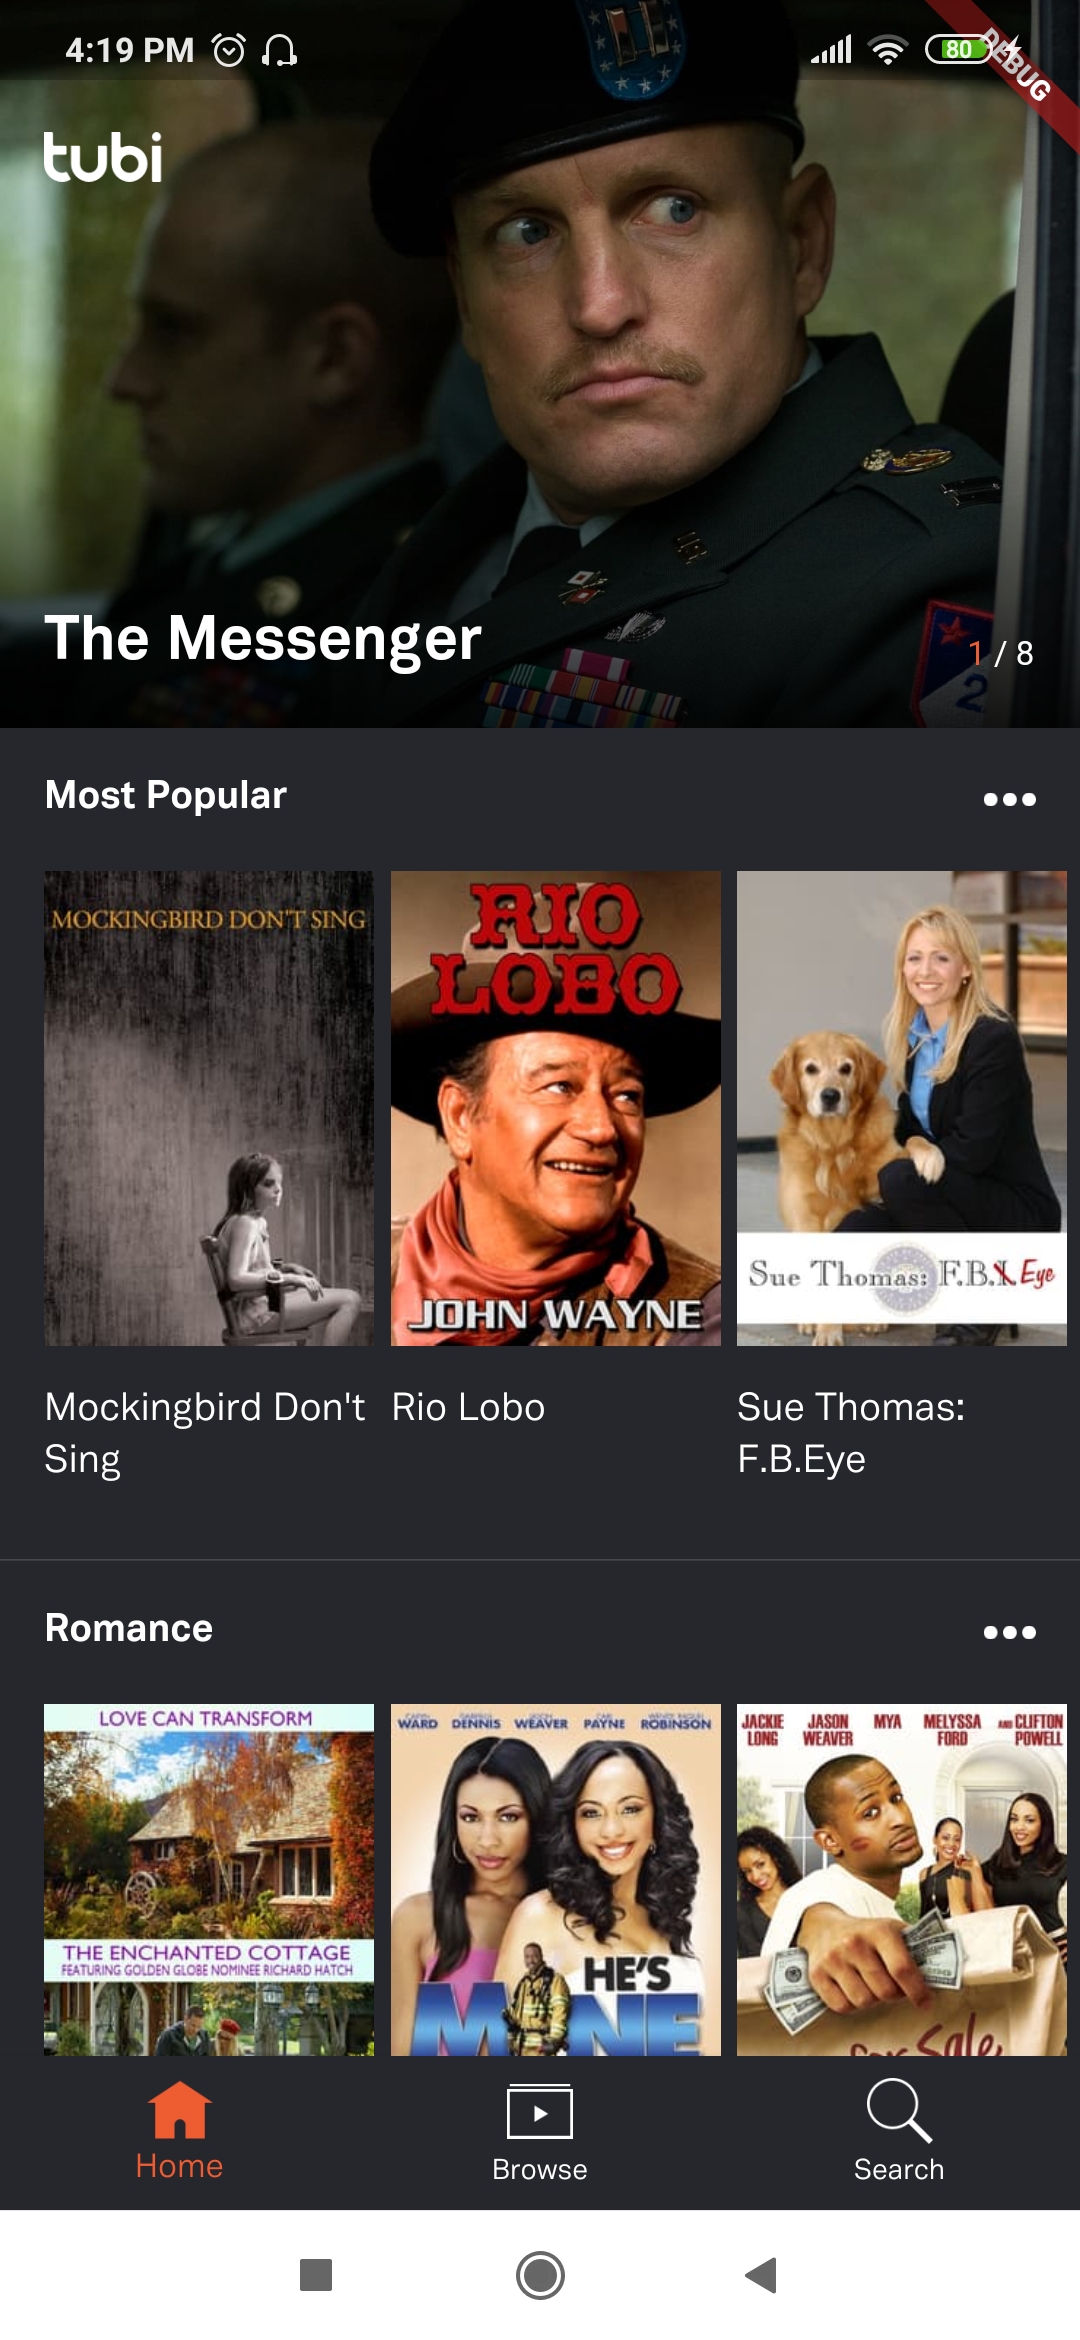 4:19 PM
80
DEBUG
tubi
The Messenger
1 / 8
Most Popular
MOCKINGBIRD DON'T SING
RIO
LOBO
JOHN WAYNE
Sue Thomas: F.B.I. Eye
Mockingbird Don't
Sing
Rio Lobo
Sue Thomas:
F.B.Eye
Romance
LOVE CAN TRANSFORM
THE ENCHANTED COTTAGE
FEATURING GOLDEN GLOBE NOMINEE RICHARD HATCH
WARD DENNIS WEAVER PAYNE ROBINSON
HE'S
MINE
JACKIE LONG
JASON WEAVER
MYA
MELYSSA FORD
AND CLIFTON POWELL
for Sale
Home
Browse
Search